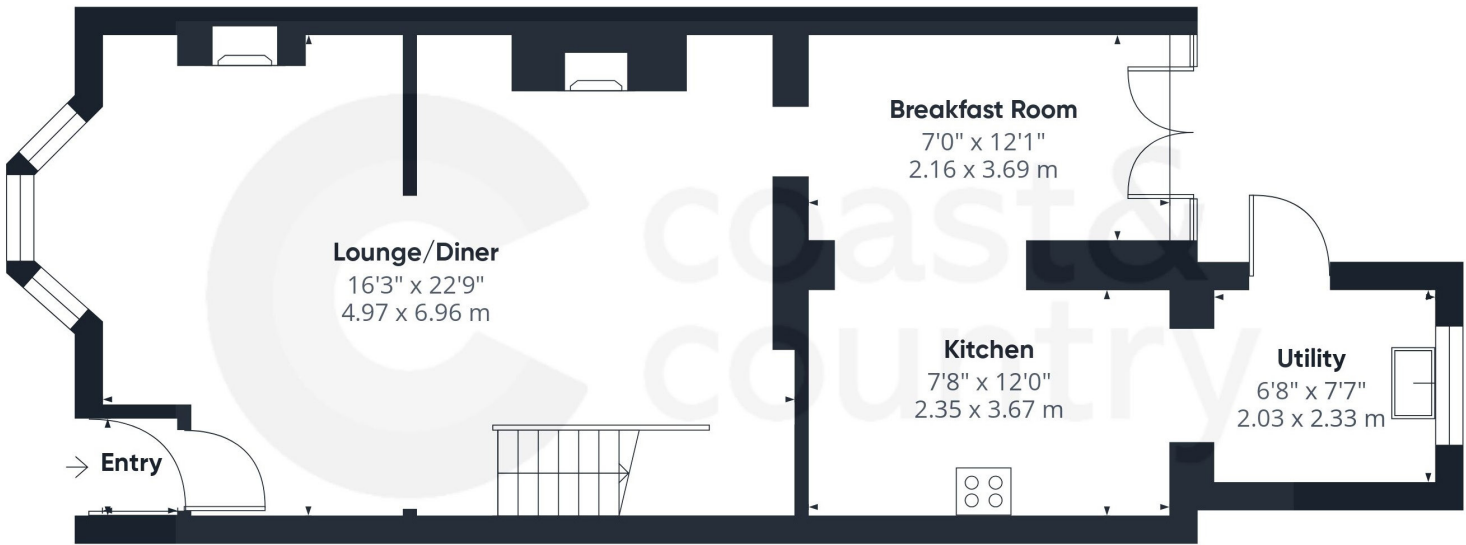 Breakfast Room
7'0" x 12'1"
2.16 x 3.69 m
Lounge/Diner
16'3" x 22'9"
4.97 x 6.96 m
Kitchen
7'8" x 12'0"
2.35 x 3.67 m
Utility
6'8" x 7'7"
2.03 x 2.33 m
Entry
coast &
country